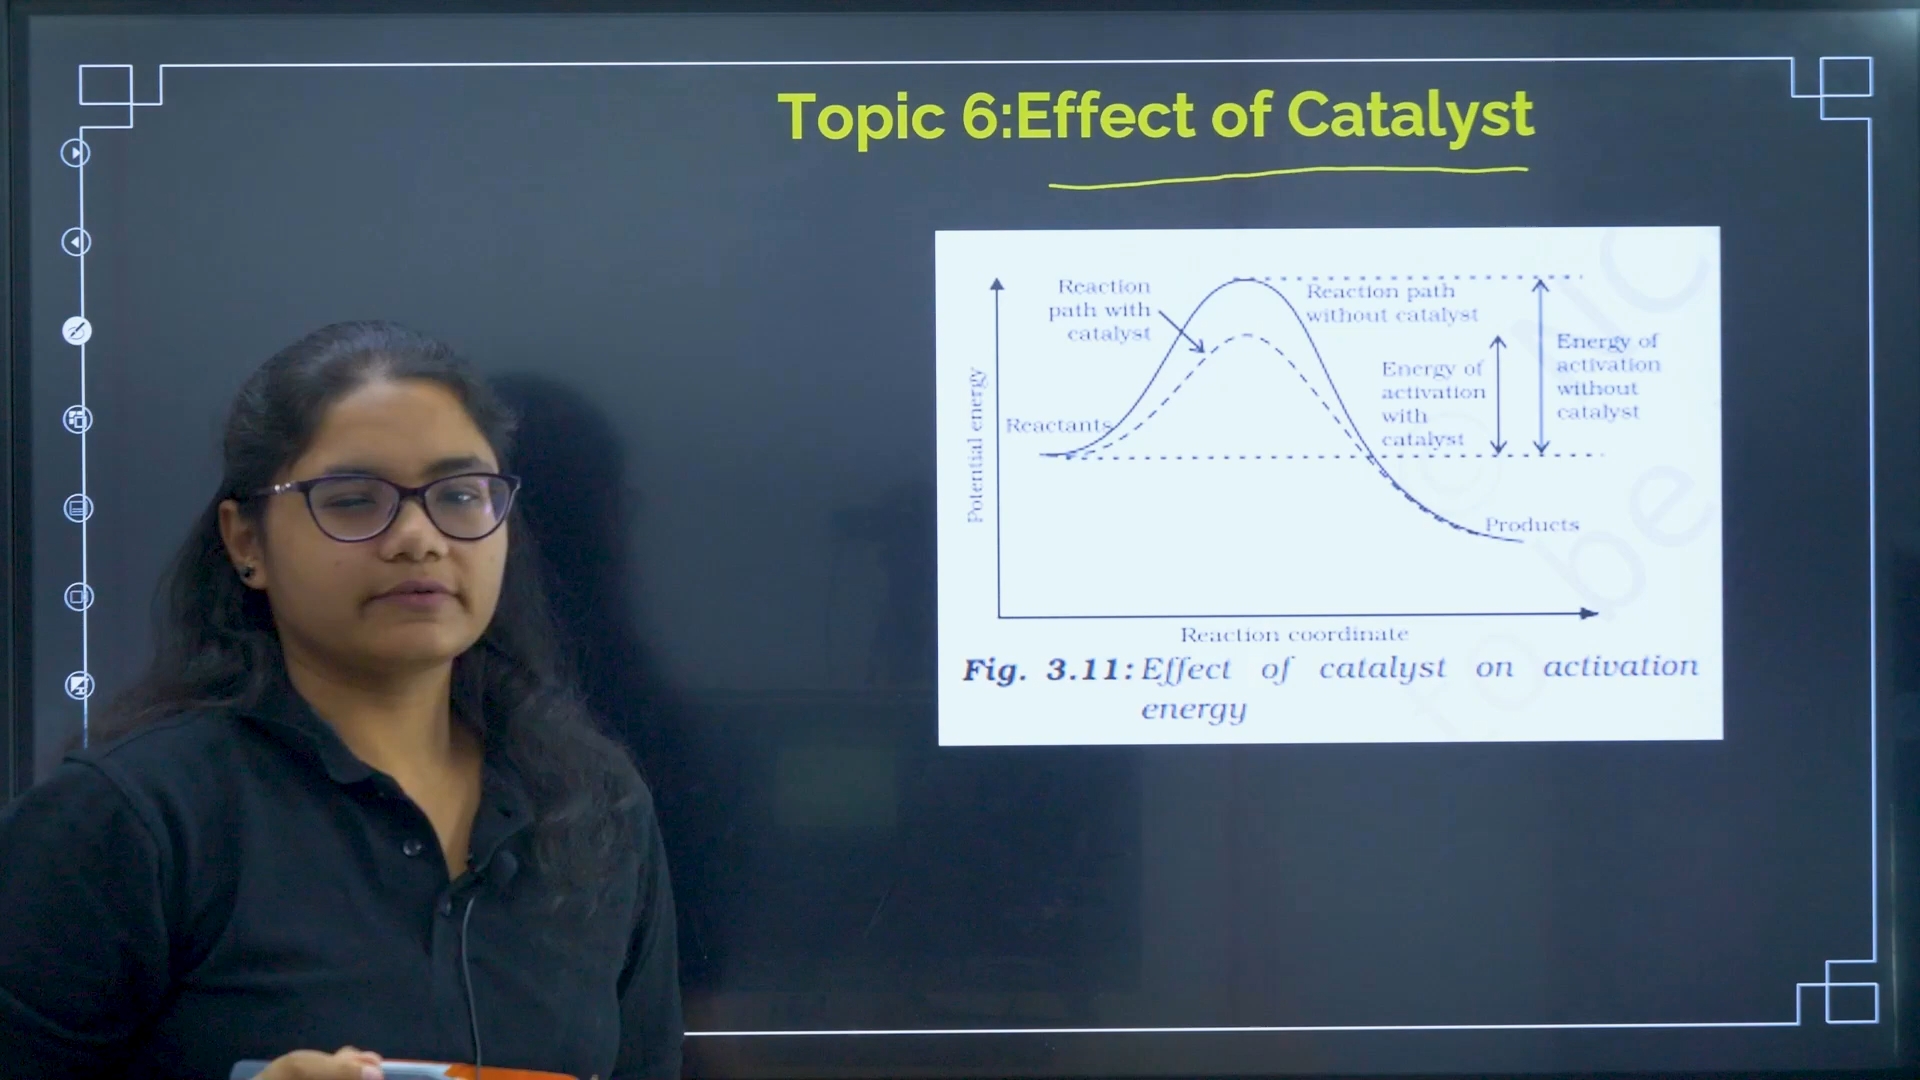 Topic 6:Effect of Catalyst
Reaction
path with
catalyst
Reaction path
without catalyst
Energy of
activation
without
catalyst
Energy of
activation
with
catalyst
Reactants
Potential energy
Products
Reaction coordinate
Fig. 3.11: Effect of catalyst on activation
energy